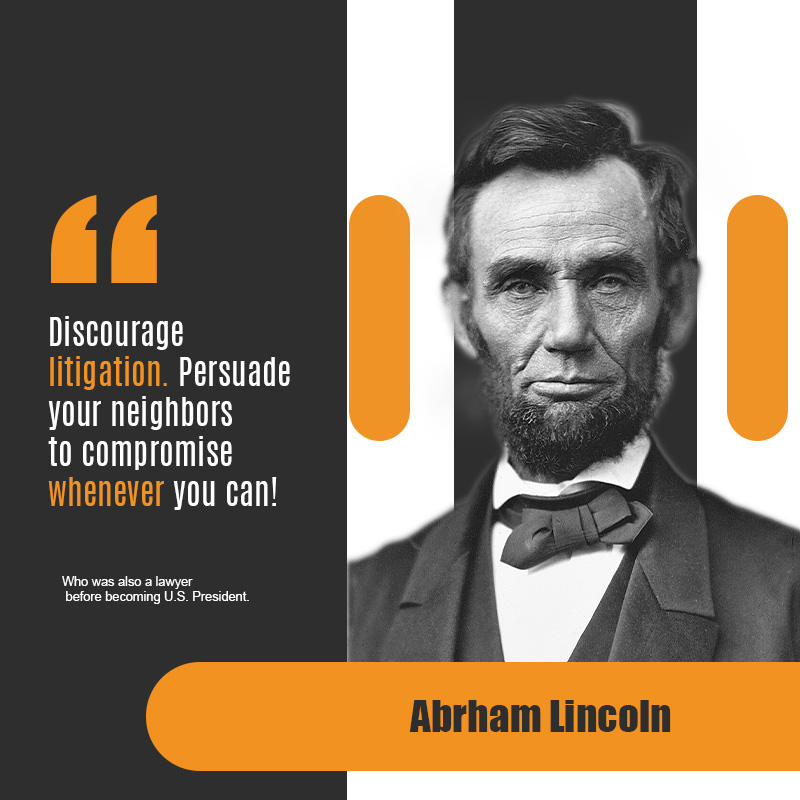 Discourage
litigation. Persuade
your neighbors
to compromise
whenever you can!
Who was also a lawyer
before becoming U.S. President.
Abrham Lincoln